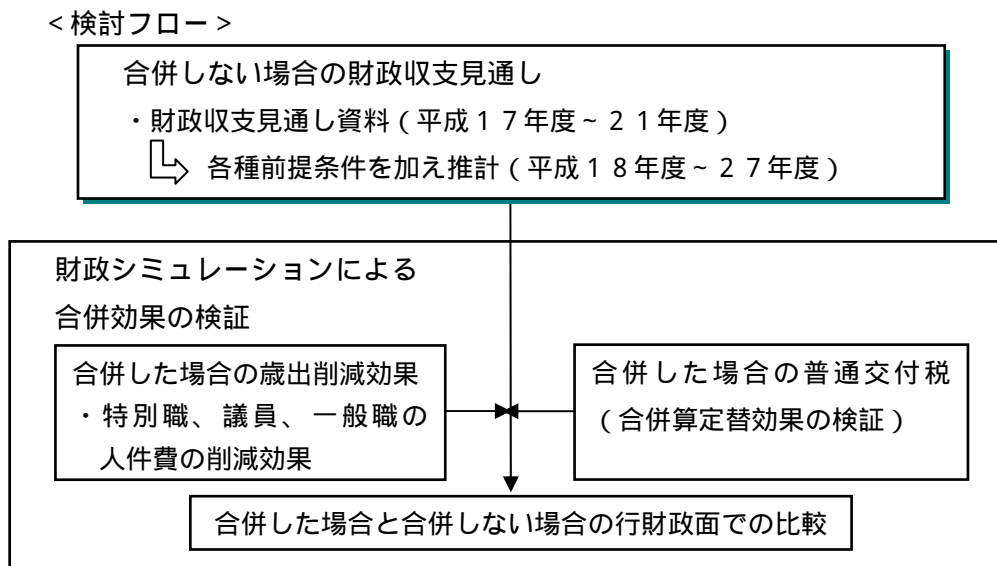 <検討フロー>
合併しない場合の財政収支見通し
・財政収支見通し資料(平成17年度~21年度)
各種前提条件を加え推計(平成18年度~27年度)
財政シミュレーションによる
合併効果の検証
合併した場合の歳出削減効果
・特別職、議員、一般職の
人件費の削減効果
合併した場合の普通交付税
(合併算定替効果の検証)
合併した場合と合併しない場合の行財政面での比較